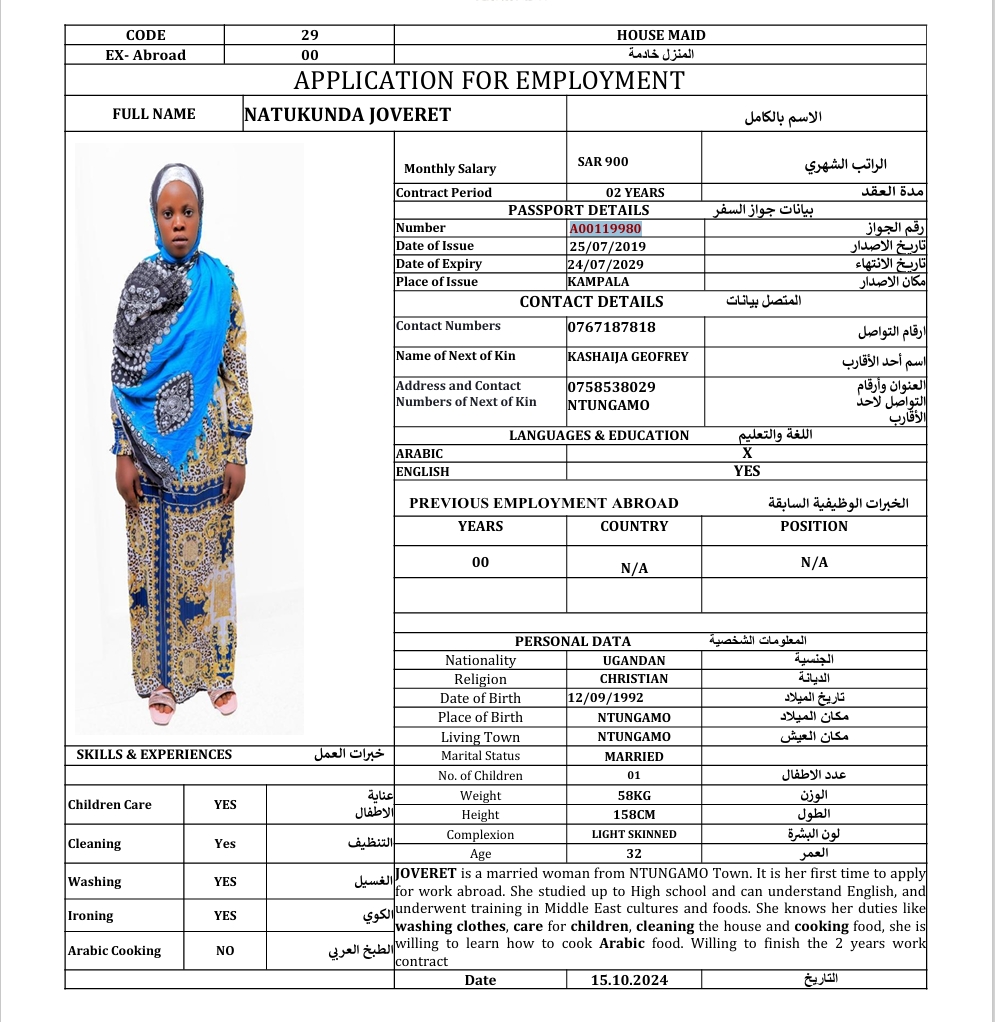 CODE 29 HOUSE MAID
EX- Abroad 00 المنزل خادمة
APPLICATION FOR EMPLOYMENT
FULL NAME NATUKUNDA JOVERET الاسم بالكامل
Monthly Salary SAR 900 الراتب الشهري
Contract Period 02 YEARS مدة العقد
PASSPORT DETAILS بيانات جواز السفر
Number A00119980 رقم الجواز
Date of Issue 25/07/2019 تاريخ الاصدار
Date of Expiry 24/07/2029 تاريخ الانتهاء
Place of Issue KAMPALA مكان الاصدار
CONTACT DETAILS المتصل بيانات
Contact Numbers 0767187818 ارقام التواصل
Name of Next of Kin KASHAIJA GEOFREY اسم أحد الأقارب
Address and Contact 0758538029 العنوان وأرقام
Numbers of Next of Kin NTUNGAMO التواصل لاحد
الأقارب
LANGUAGES & EDUCATION اللغة والتعليم
ARABIC X
ENGLISH YES
PREVIOUS EMPLOYMENT ABROAD الخبرات الوظيفية السابقة
YEARS COUNTRY POSITION
00 N/A N/A
PERSONAL DATA المعلومات الشخصية
Nationality UGANDAN الجنسية
Religion CHRISTIAN الديانة
Date of Birth 12/09/1992 تاريخ الميلاد
Place of Birth NTUNGAMO مكان الميلاد
Living Town NTUNGAMO مكان العيش
Marital Status MARRIED
No. of Children 01 عدد الاطفال
Weight 58KG الوزن
Height 158CM الطول
Complexion LIGHT SKINNED لون البشرة
Age 32 العمر
SKILLS & EXPERIENCES خبرات العمل
Children Care YES عناية
الاطفال
Cleaning Yes التنظيف
Washing YES الغسيل
Ironing YES الكوي
Arabic Cooking NO الطبخ العربي
JOVERET is a married woman from NTUNGAMO Town. It is her first time to apply
for work abroad. She studied up to High school and can understand English, and
underwent training in Middle East cultures and foods. She knows her duties like
washing clothes, care for children, cleaning the house and cooking food, she is
willing to learn how to cook Arabic food. Willing to finish the 2 years work
contract
Date 15.10.2024 التاريخ